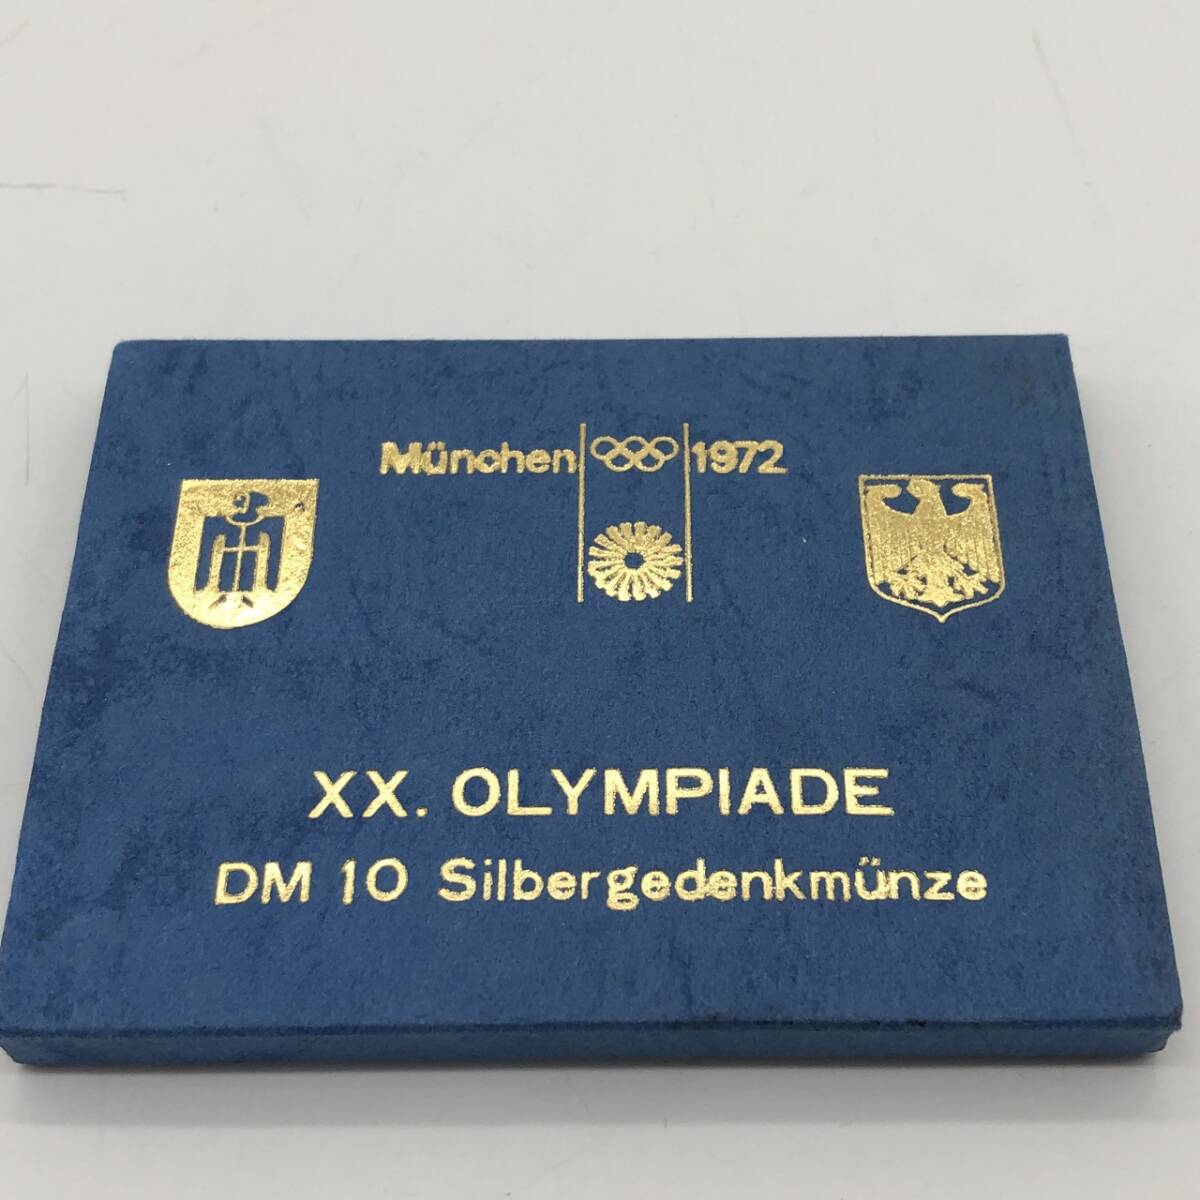 München 1972
XX. OLYMPIADE
DM 10 Silbergedenkmünze